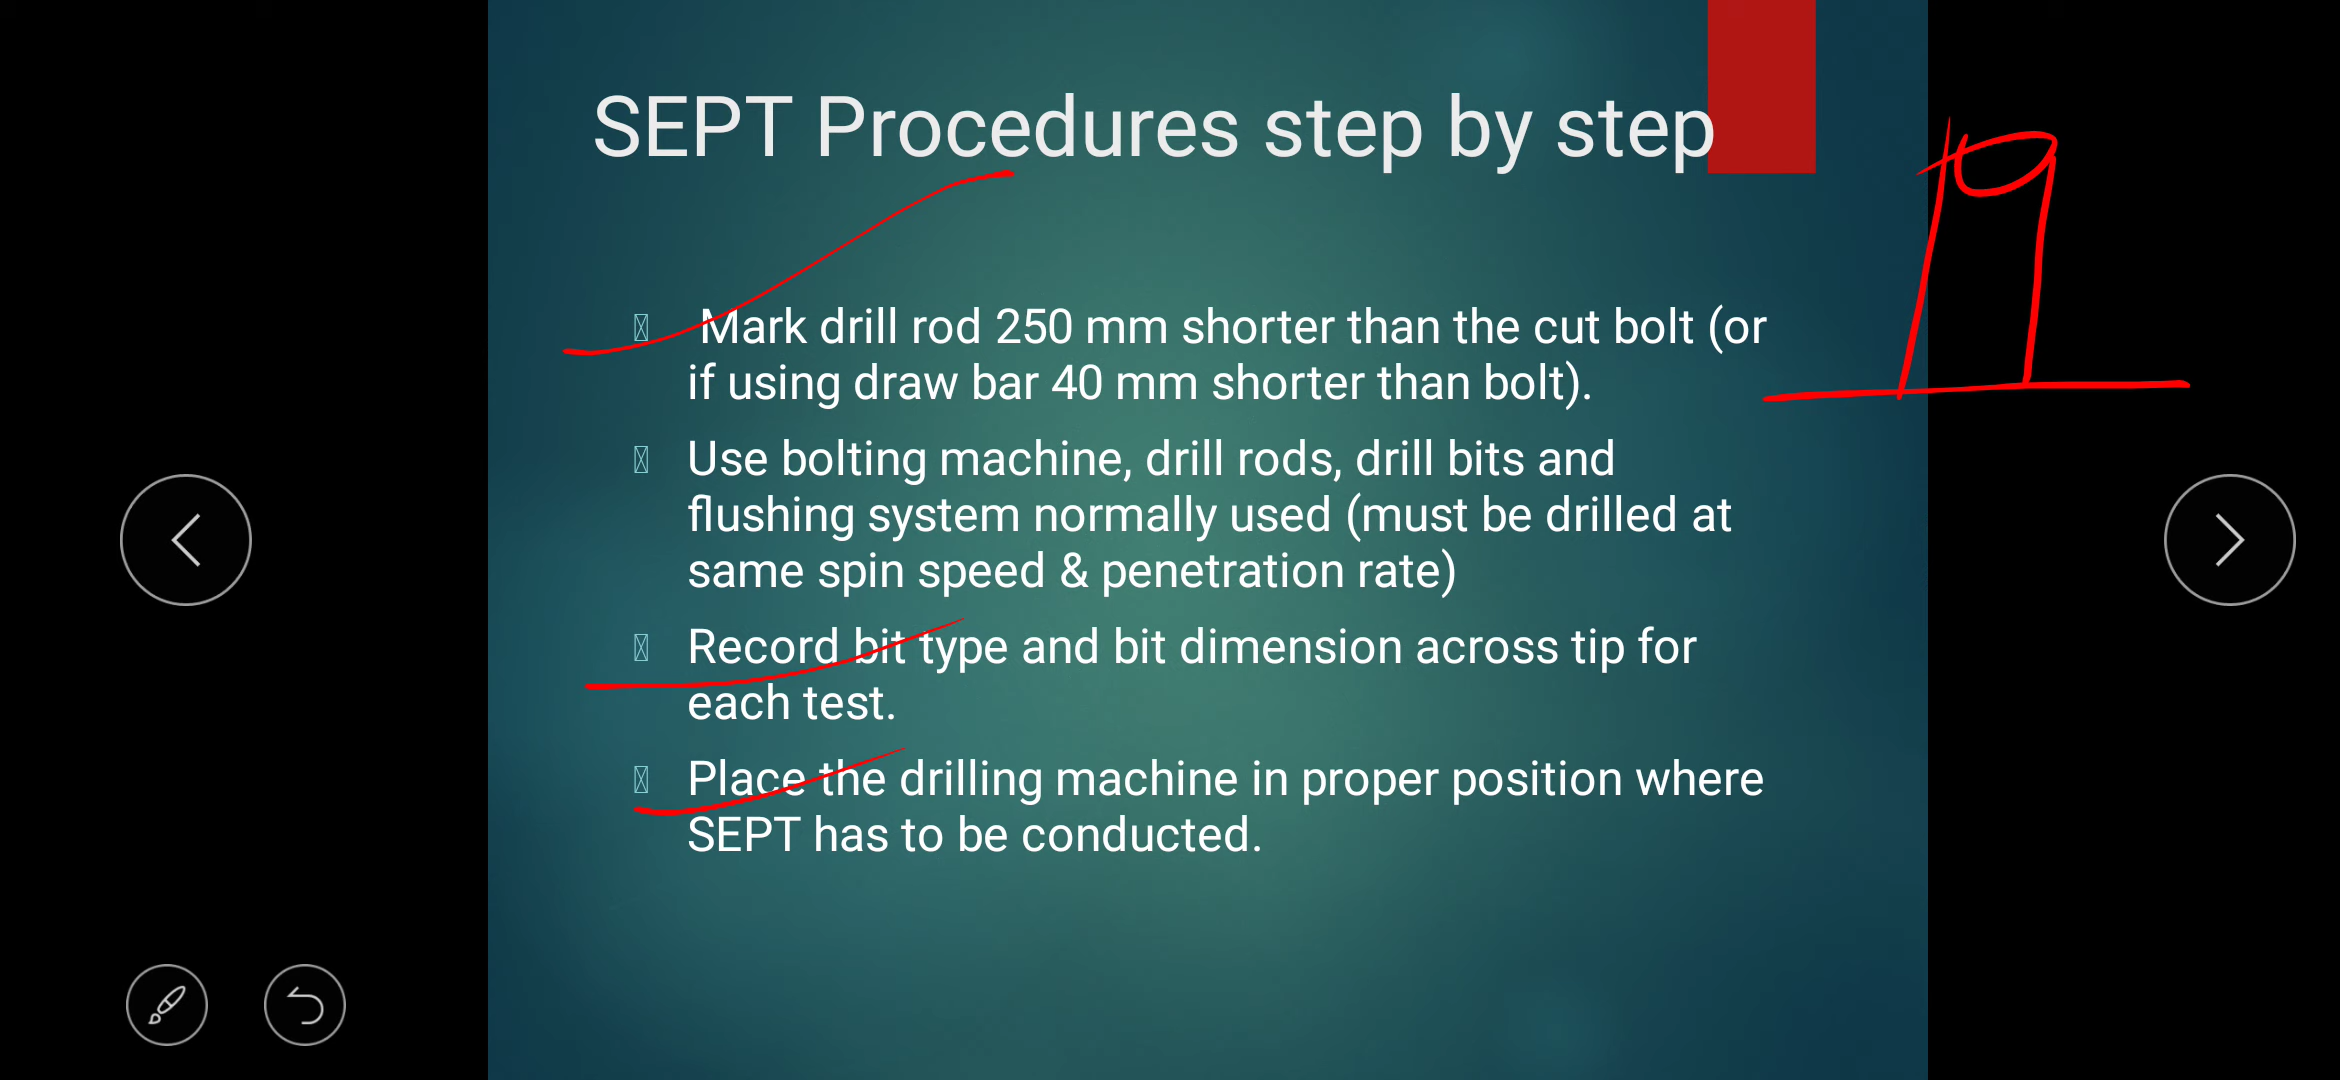 SEPT Procedures step by step
19
Mark drill rod 250 mm shorter than the cut bolt (or
if using draw bar 40 mm shorter than bolt).
Use bolting machine, drill rods, drill bits and
flushing system normally used (must be drilled at
same spin speed & penetration rate)
Record bit type and bit dimension across tip for
each test.
Place the drilling machine in proper position where
SEPT has to be conducted.